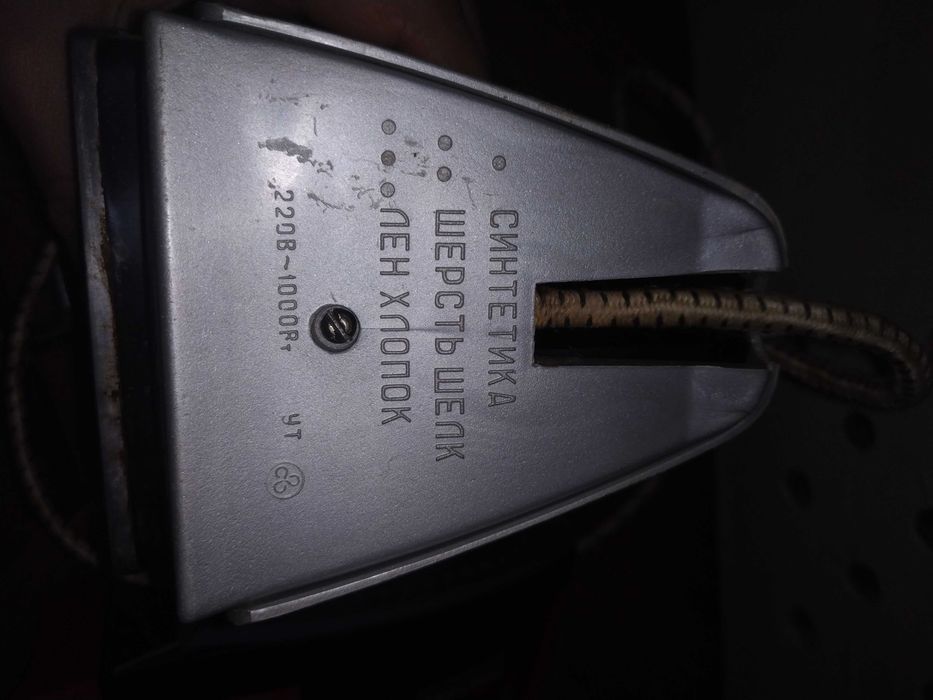 • СИНТЕТИКА
•• ШЕРСТЬ ШЕЛК
••• ЛЕН ХЛОПОК
220В~1000Вт УТ